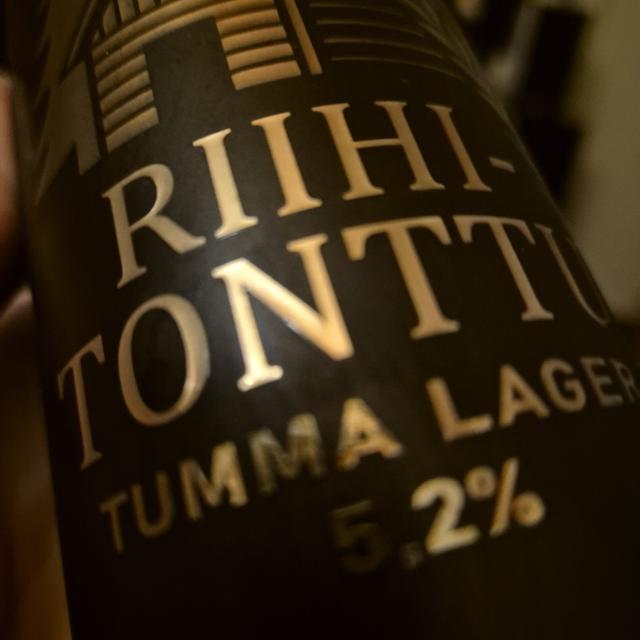 RIIHI-
TONTTU
TUMMA LAGER
5,2%